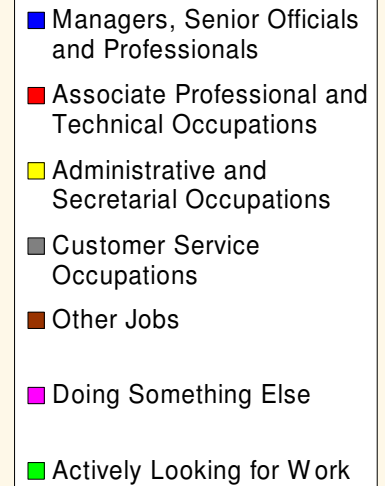 Managers, Senior Officials
and Professionals
Associate Professional and
Technical Occupations
Administrative and
Secretarial Occupations
Customer Service
Occupations
Other Jobs
Doing Something Else
Actively Looking for Work